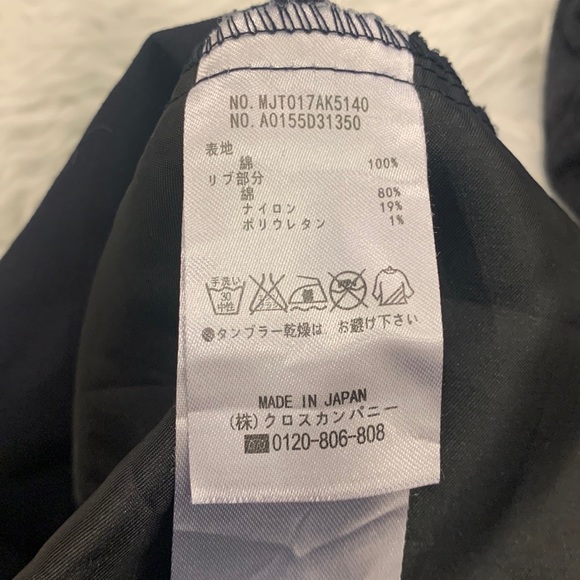 NO. MJT017AK5140
NO. A0155D31350
表地
綿 100%
リブ部分
綿 80%
ナイロン 19%
ポリウレタン 1%
手洗い
30
中性
タンブラー乾燥は お避け下さい
MADE IN JAPAN
(株)クロスカンパニー
0120-806-808